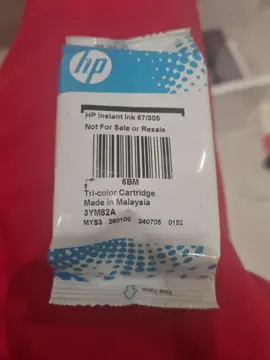 hp
HP Instant Ink 67/305
Not For Sale or Resale
6BM
Tri-color Cartridge
Made in Malaysia
3YM82A
MYS3 260100 240705 0152